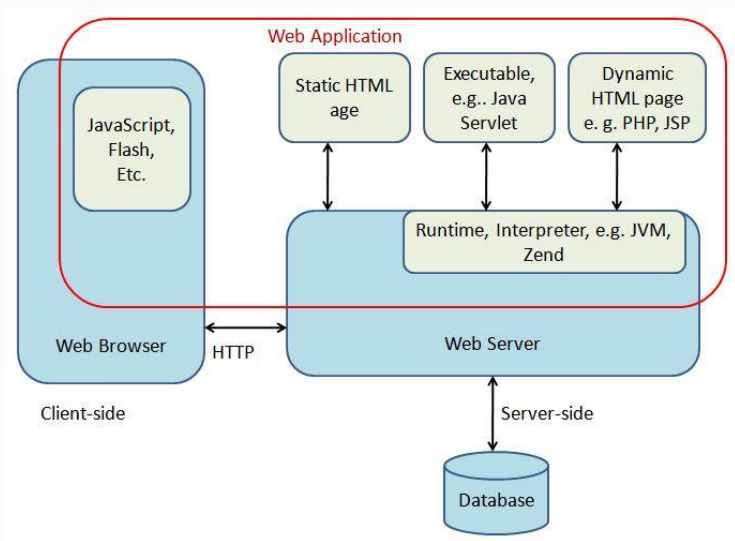 Web Application
Static HTML
age
Executable,
e.g.. Java
Servlet
Dynamic
HTML page
e. g. PHP, JSP
JavaScript,
Flash,
Etc.
Runtime, Interpreter, e.g. JVM,
Zend
Web Browser
HTTP
Web Server
Client-side
Server-side
Database